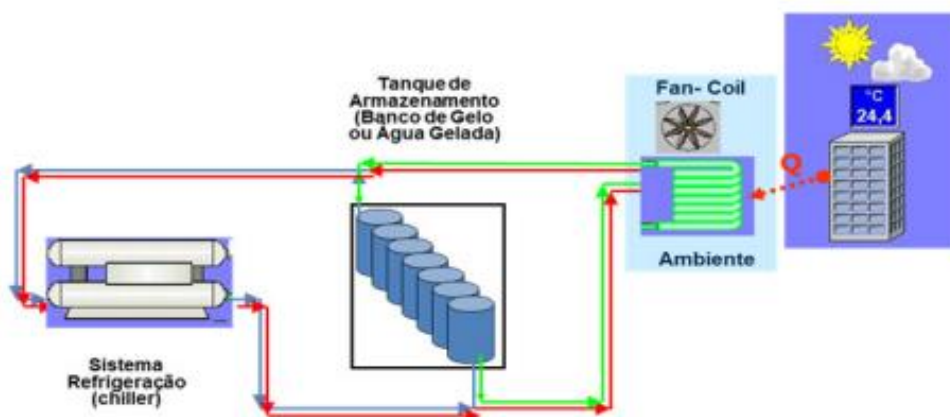 Tanque de
Armazenamento
(Banco de Gelo
ou Água Gelada)
Fan- Coil
°C
24,4
Q
Ambiente
Sistema
Refrigeração
(chiller)